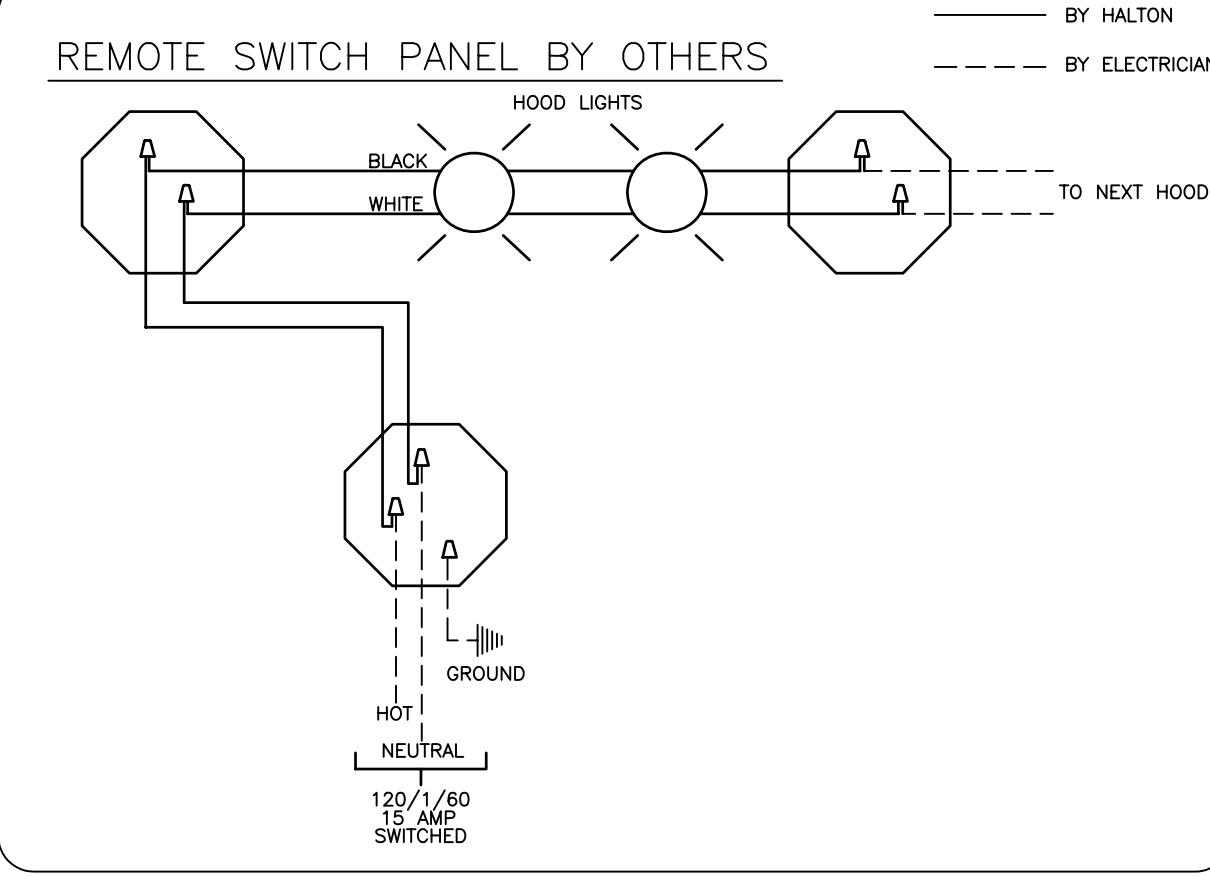 BY HALTON
REMOTE SWITCH PANEL BY OTHERS
BY ELECTRICIAN
HOOD LIGHTS
BLACK
WHITE
TO NEXT HOOD
GROUND
HOT
NEUTRAL
120/1/60
15 AMP
SWITCHED